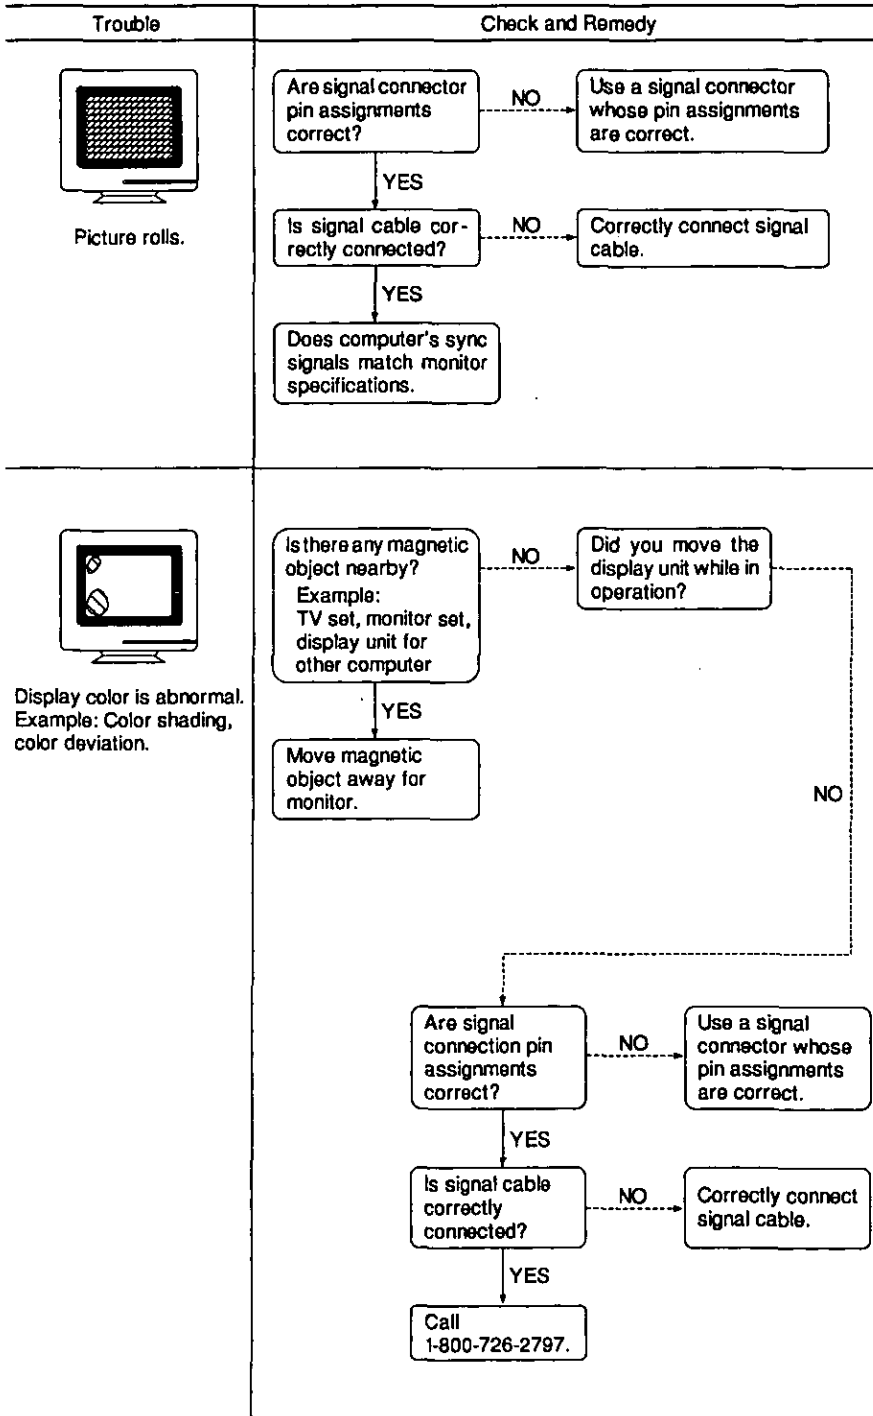 Trouble
Check and Remedy
Are signal connector
pin assignments
correct?
NO
Use a signal connector
whose pin assignments
are correct.
YES
Picture rolls.
Is signal cable cor-
rectly connected?
NO
Correctly connect signal
cable.
YES
Does computer's sync
signals match monitor
specifications.
Is there any magnetic
object nearby?
Example:
TV set, monitor set,
display unit for
other computer
NO
Did you move the
display unit while in
operation?
Display color is abnormal.
Example: Color shading,
color deviation.
YES
Move magnetic
object away for
monitor.
NO
Are signal
connection pin
assignments
correct?
NO
Use a signal
connector whose
pin assignments
are correct.
YES
Is signal cable
correctly
connected?
NO
Correctly connect
signal cable.
YES
Call
1-800-726-2797.